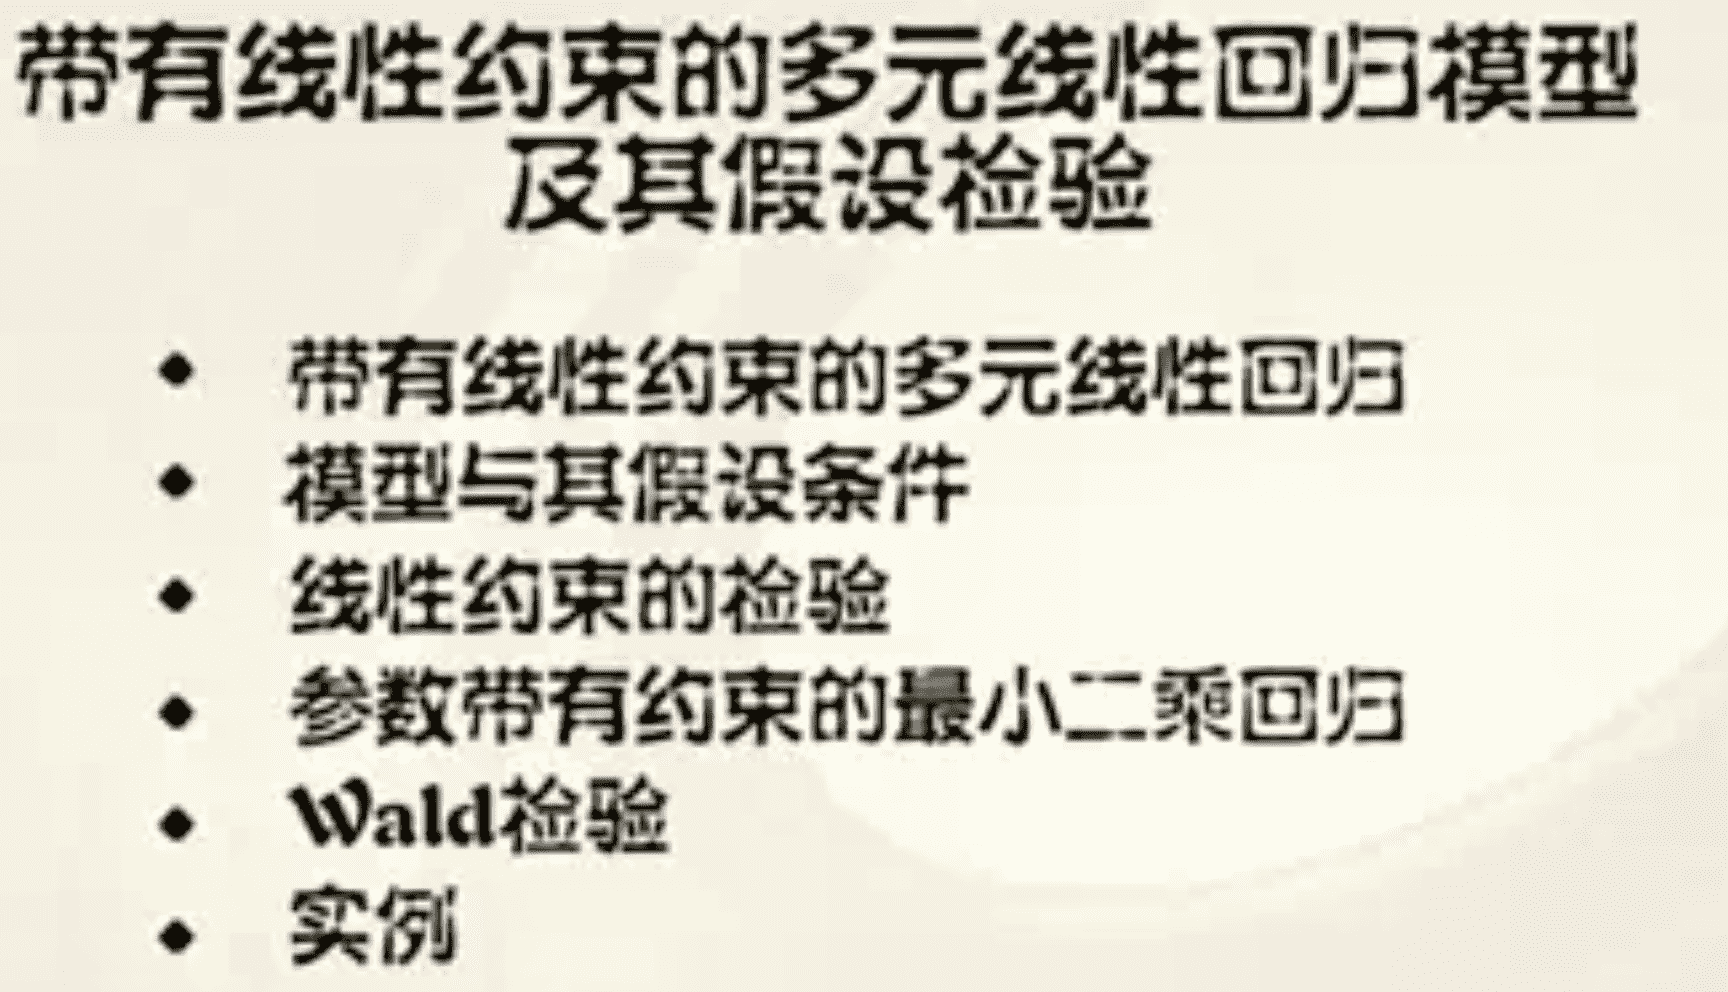 带有线性约束的多元线性回归模型
及其假设检验
带有线性约束的多元线性回归
模型与其假设条件
线性约束的检验
参数带有约束的最小二乘回归
Wald检验
实例